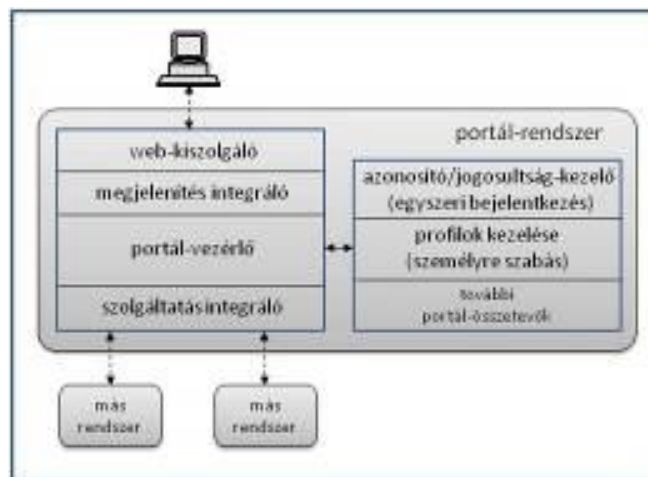 portál-rendszer
web-kiszolgáló
megjelenítés integráló
portál-vezérlő
szolgáltatás integráló
azonosító/jogosultság-kezelő
(egyszeri bejelentkezés)
profilok kezelése
(személyre szabás)
további
portál-összetevők
más
rendszer
más
rendszer